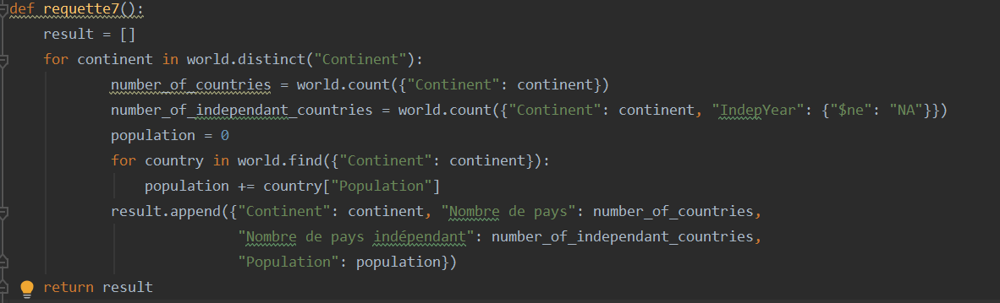 def requette7():
    result = []
    for continent in world.distinct("Continent"):
            number_of_countries = world.count({"Continent": continent})
            number_of_independant_countries = world.count({"Continent": continent, "IndepYear": {"$ne": "NA"}})
            population = 0
            for country in world.find({"Continent": continent}):
                population += country["Population"]
            result.append({"Continent": continent, "Nombre de pays": number_of_countries,
                           "Nombre de pays indépendant": number_of_independant_countries,
                           "Population": population})
    return result